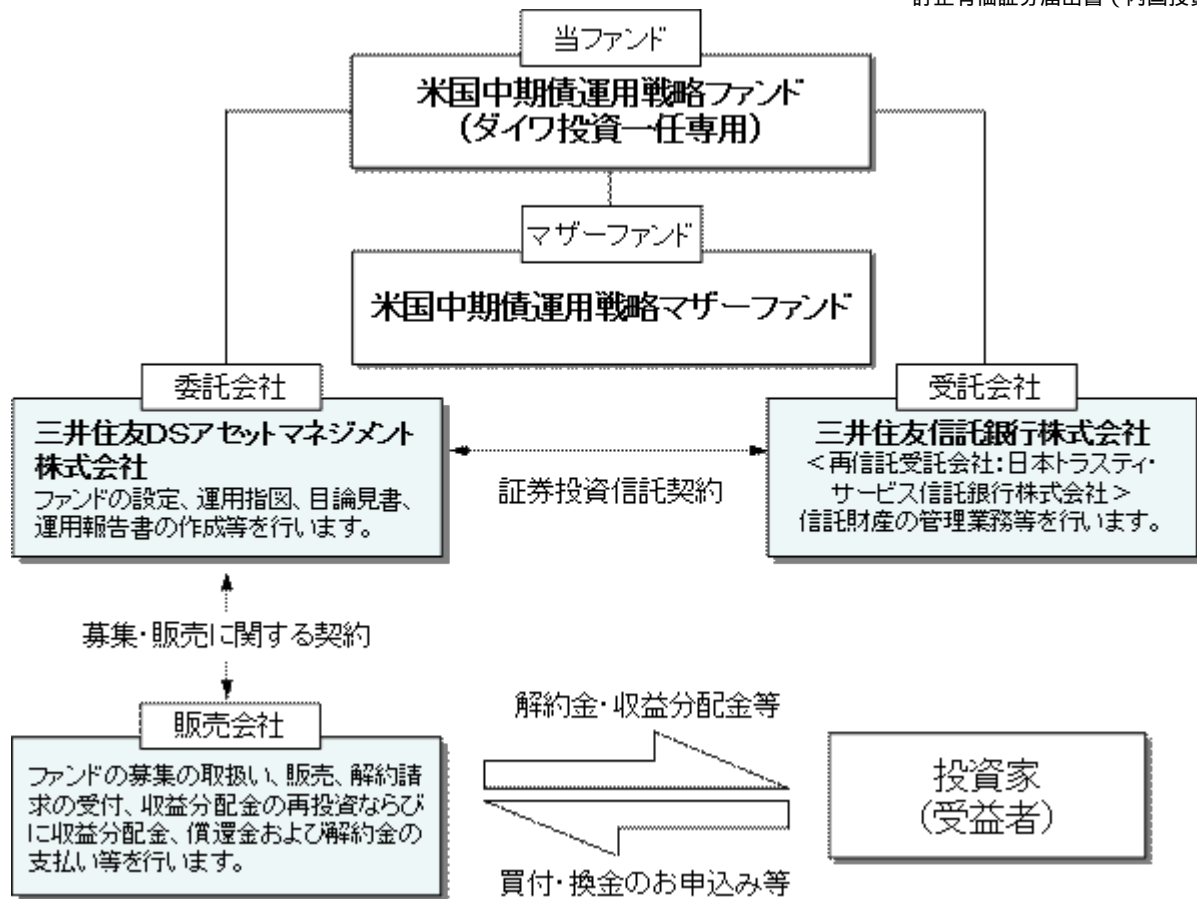 当ファンド
米国中期債運用戦略ファンド
(ダイワ投資一任専用)
マザーファンド
米国中期債運用戦略マザーファンド
委託会社
三井住友DSアセットマネジメント
株式会社
ファンドの設定、運用指図、目論見書、
運用報告書の作成等を行います。
証券投資信託契約
受託会社
三井住友信託銀行株式会社
<再信託受託会社:日本トラスティ・
サービス信託銀行株式会社>
信託財産の管理業務等を行います。
募集・販売に関する契約
販売会社
ファンドの募集の取扱い、販売、解約請
求の受付、収益分配金の再投資ならび
に収益分配金、償還金および解約金の
支払い等を行います。
解約金・収益分配金等
買付・換金のお申込み等
投資家
(受益者)